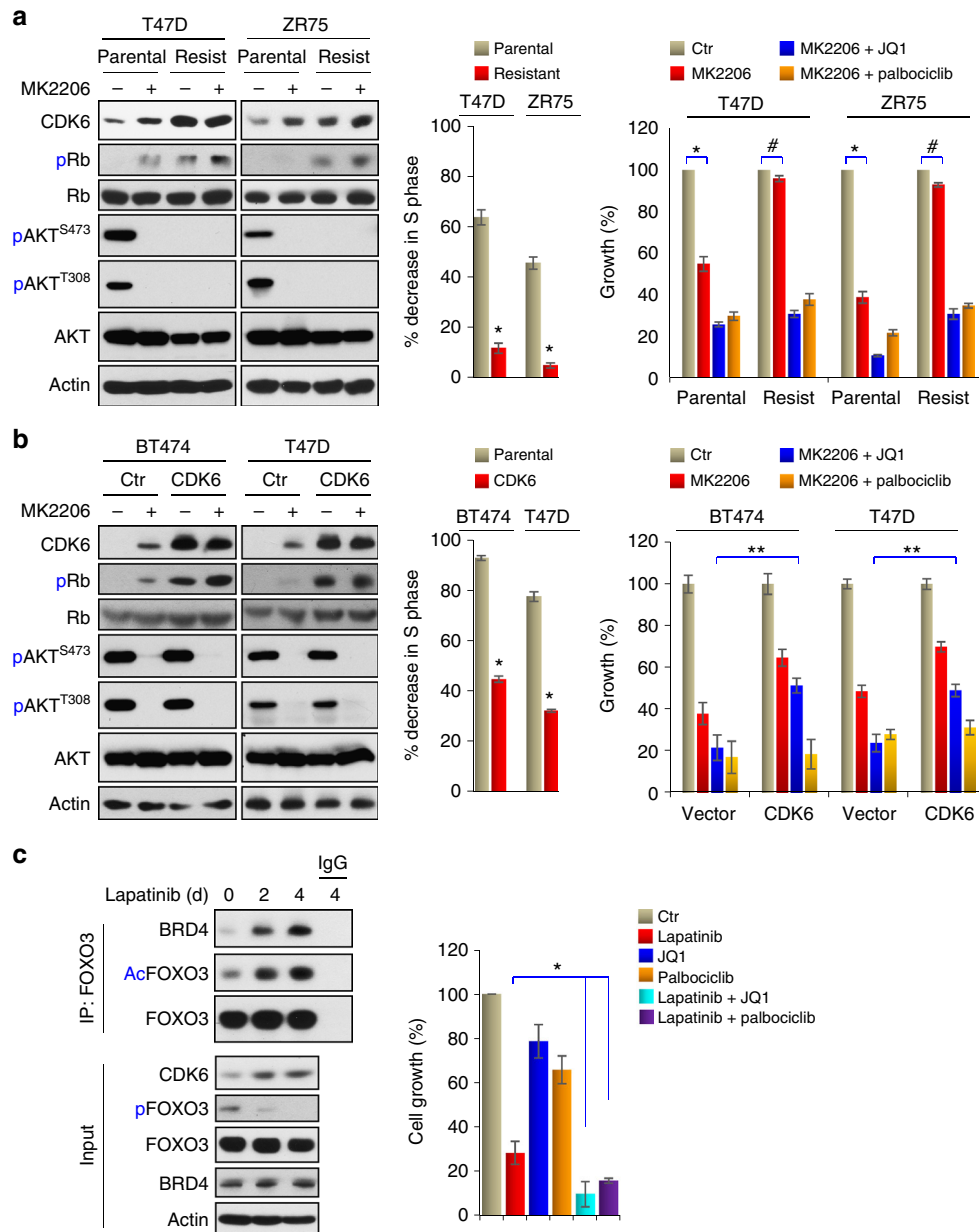 a
T47D ZR75
Parental Resist Parental Resist
MK2206 – + – + – + – +
CDK6
pRb
Rb
pAKTS473
pAKTT308
AKT
Actin
Parental
Resistant
T47D ZR75
% decrease in S phase
100
80
60
40
20
0
* *
Ctr MK2206 + JQ1
MK2206 MK2206 + palbociclib
T47D ZR75
Growth (%)
120
100
80
60
40
20
0
* # * #
Parental Resist Parental Resist
b
BT474 T47D
Ctr CDK6 Ctr CDK6
MK2206 – + – + – + – +
CDK6
pRb
Rb
pAKTS473
pAKTT308
AKT
Actin
Parental
CDK6
BT474 T47D
% decrease in S phase
100
80
60
40
20
0
* *
Ctr MK2206 + JQ1
MK2206 MK2206 + palbociclib
BT474 T47D
Growth (%)
120
100
80
60
40
20
0
** **
Vector CDK6 Vector CDK6
c
IgG
Lapatinib (d) 0 2 4 4
IP: FOXO3
BRD4
AcFOXO3
FOXO3
Input
CDK6
pFOXO3
FOXO3
BRD4
Actin
Cell growth (%)
120
100
80
60
40
20
0
*
Ctr
Lapatinib
JQ1
Palbociclib
Lapatinib + JQ1
Lapatinib + palbociclib